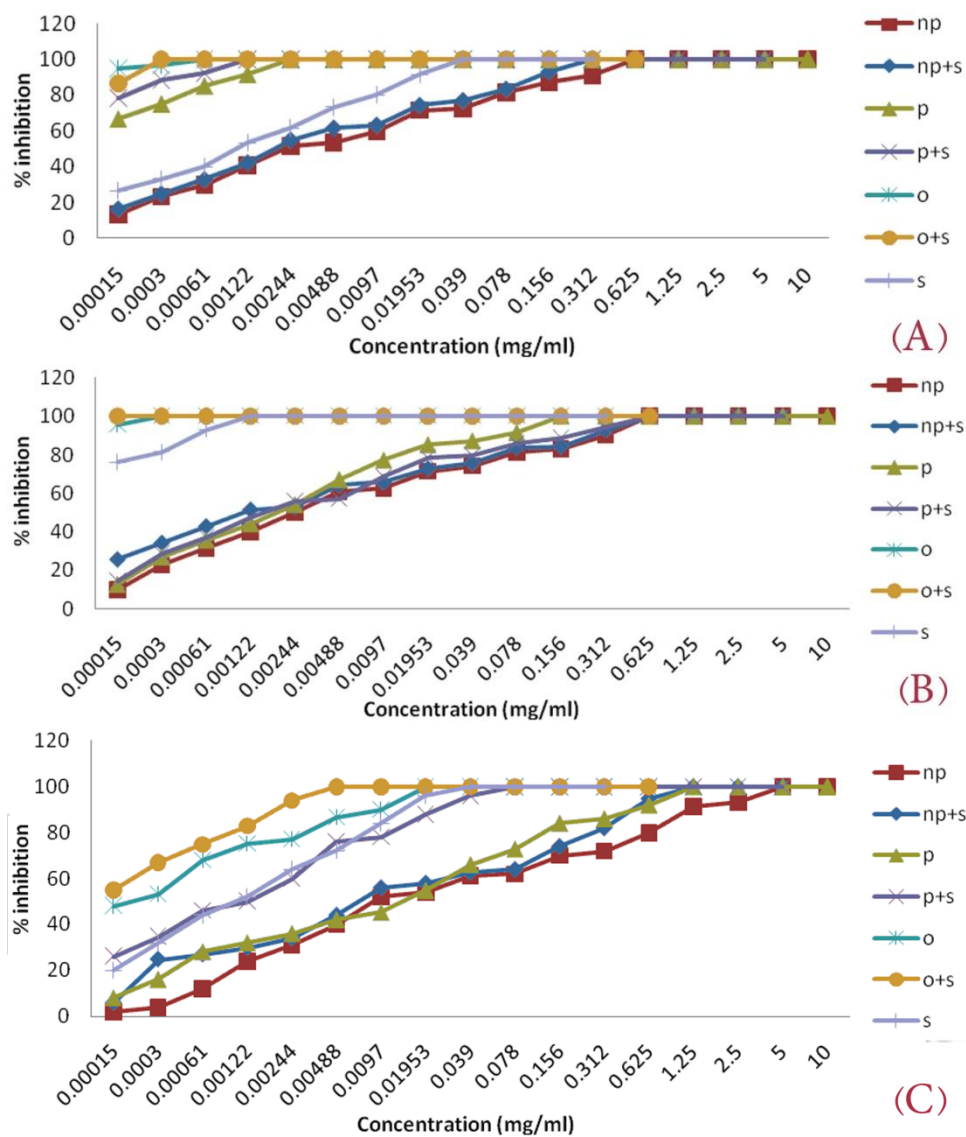 120
100
80
60
40
20
0
% inhibition
0.00015
0.0003
0.00061
0.00122
0.00244
0.00488
0.0097
0.01953
0.039
0.078
0.156
0.312
0.625
1.25
2.5
5
10
Concentration (mg/ml)
np
np+s
p
p+s
o
o+s
s
(A)
120
100
80
60
40
20
0
% inhibition
0.00015
0.0003
0.00061
0.00122
0.00244
0.00488
0.0097
0.01953
0.039
0.078
0.156
0.312
0.625
1.25
2.5
5
10
Concentration (mg/ml)
np
np+s
p
p+s
o
o+s
s
(B)
120
100
80
60
40
20
0
% inhibition
0.00015
0.0003
0.00061
0.00122
0.00244
0.00488
0.0097
0.01953
0.039
0.078
0.156
0.312
0.625
1.25
2.5
5
10
Concentration (mg/ml)
np
np+s
p
p+s
o
o+s
s
(C)